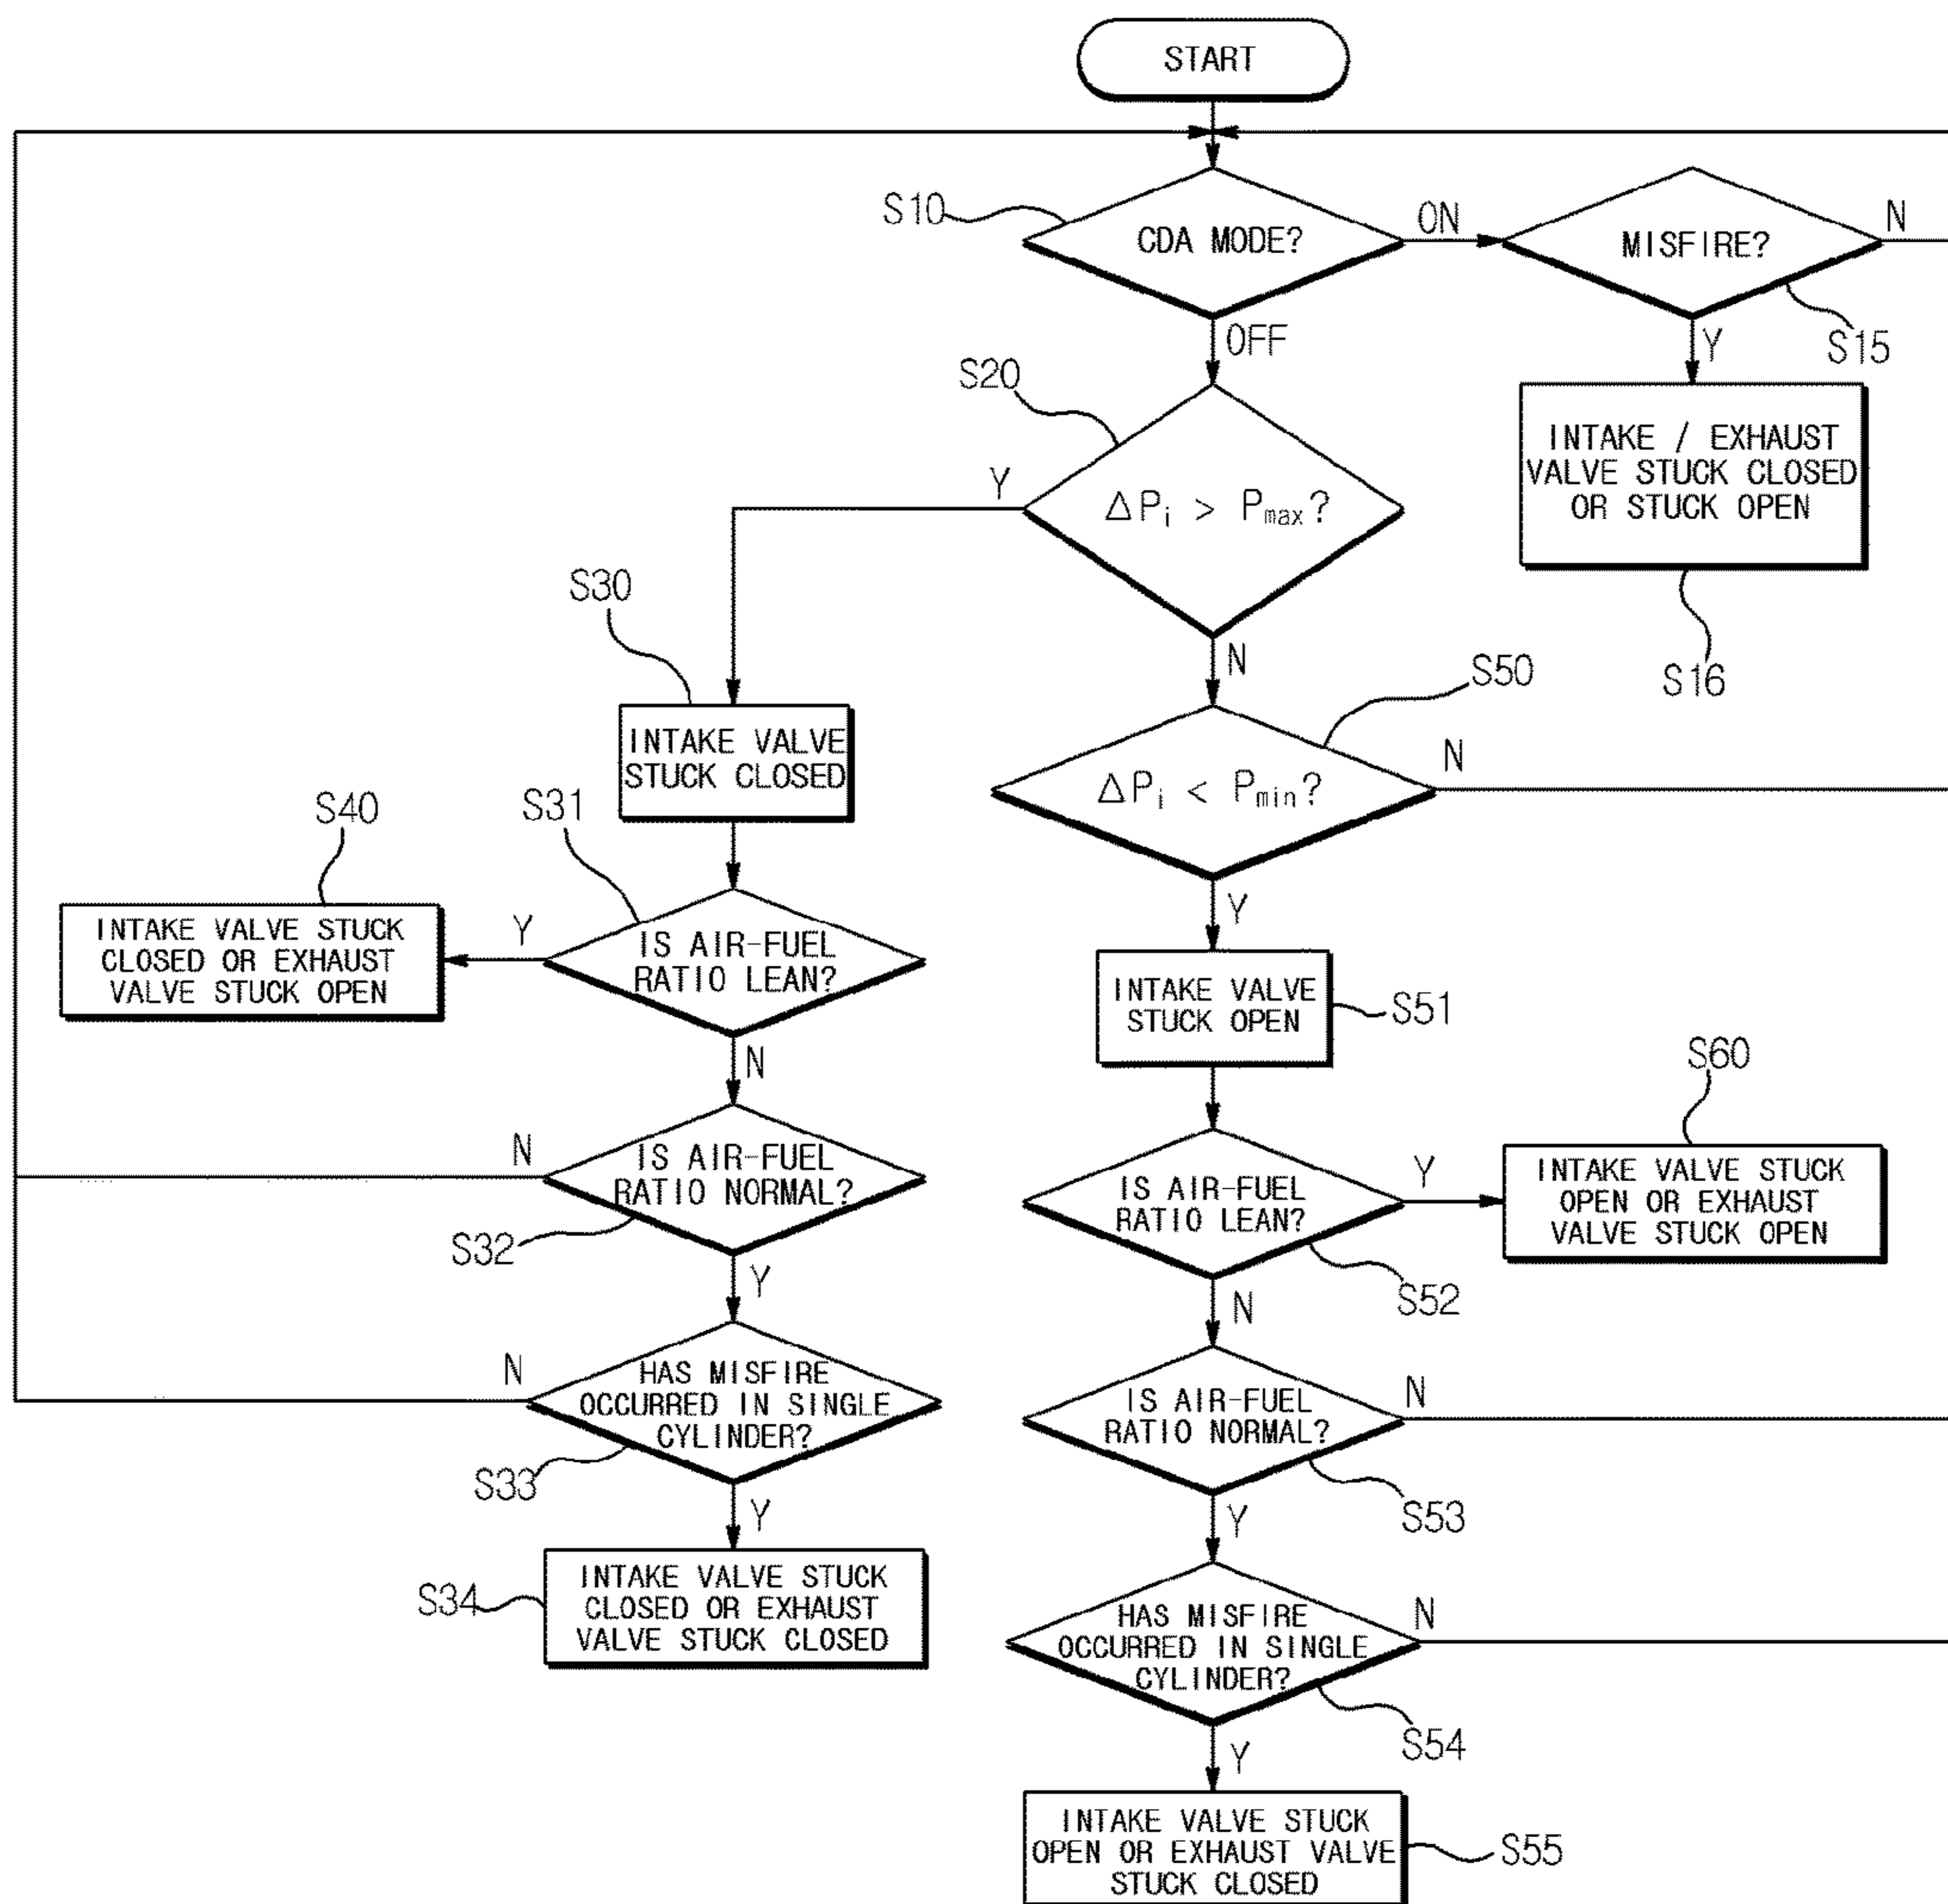 START
S10
CDA MODE?
ON
MISFIRE?
N
S15
OFF
Y
S20
ΔPi > Pmax?
Y
INTAKE / EXHAUST
VALVE STUCK CLOSED
OR STUCK OPEN
S16
S30
N
S50
INTAKE VALVE
STUCK CLOSED
ΔPi < Pmin?
N
S40
S31
Y
INTAKE VALVE STUCK
CLOSED OR EXHAUST
VALVE STUCK OPEN
Y
IS AIR-FUEL
RATIO LEAN?
INTAKE VALVE
STUCK OPEN
S51
N
S60
N
IS AIR-FUEL
RATIO NORMAL?
S32
IS AIR-FUEL
RATIO LEAN?
Y
INTAKE VALVE STUCK
OPEN OR EXHAUST
VALVE STUCK OPEN
Y
S52
N
N
HAS MISFIRE
OCCURRED IN SINGLE
CYLINDER?
S33
IS AIR-FUEL
RATIO NORMAL?
N
S53
Y
Y
S34
INTAKE VALVE STUCK
CLOSED OR EXHAUST
VALVE STUCK CLOSED
HAS MISFIRE
OCCURRED IN SINGLE
CYLINDER?
N
S54
Y
INTAKE VALVE STUCK
OPEN OR EXHAUST VALVE
STUCK CLOSED
S55